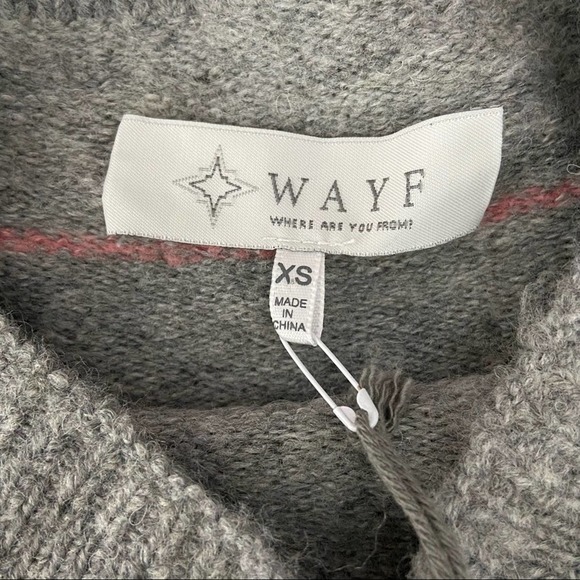 WAYF
WHERE ARE YOU FROM?
XS
MADE
IN
CHINA